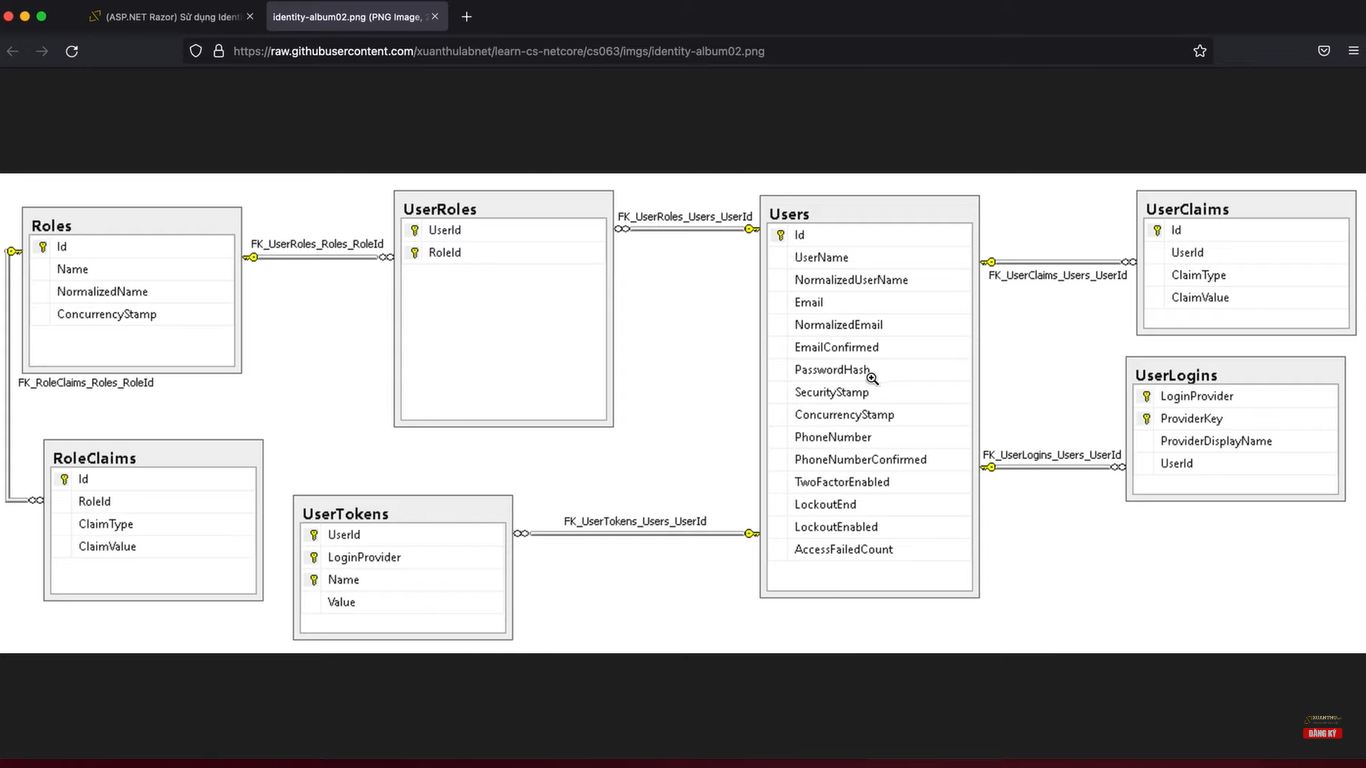 (ASP.NET Razor) Sử dụng Identi
identity-album02.png (PNG Image, 2
https://raw.githubusercontent.com/xuanthulabnet/learn-cs-netcore/cs063/imgs/identity-album02.png
Roles
Id
Name
NormalizedName
ConcurrencyStamp
FK_UserRoles_Roles_RoleId
UserRoles
UserId
RoleId
FK_UserRoles_Users_UserId
Users
Id
UserName
NormalizedUserName
Email
NormalizedEmail
EmailConfirmed
PasswordHash
SecurityStamp
ConcurrencyStamp
PhoneNumber
PhoneNumberConfirmed
TwoFactorEnabled
LockoutEnd
LockoutEnabled
AccessFailedCount
UserClaims
Id
UserId
ClaimType
ClaimValue
FK_UserClaims_Users_UserId
UserLogins
LoginProvider
ProviderKey
ProviderDisplayName
UserId
FK_UserLogins_Users_UserId
FK_RoleClaims_Roles_RoleId
RoleClaims
Id
RoleId
ClaimType
ClaimValue
UserTokens
UserId
LoginProvider
Name
Value
FK_UserTokens_Users_UserId
XUANTHU
ĐĂNG KÝ